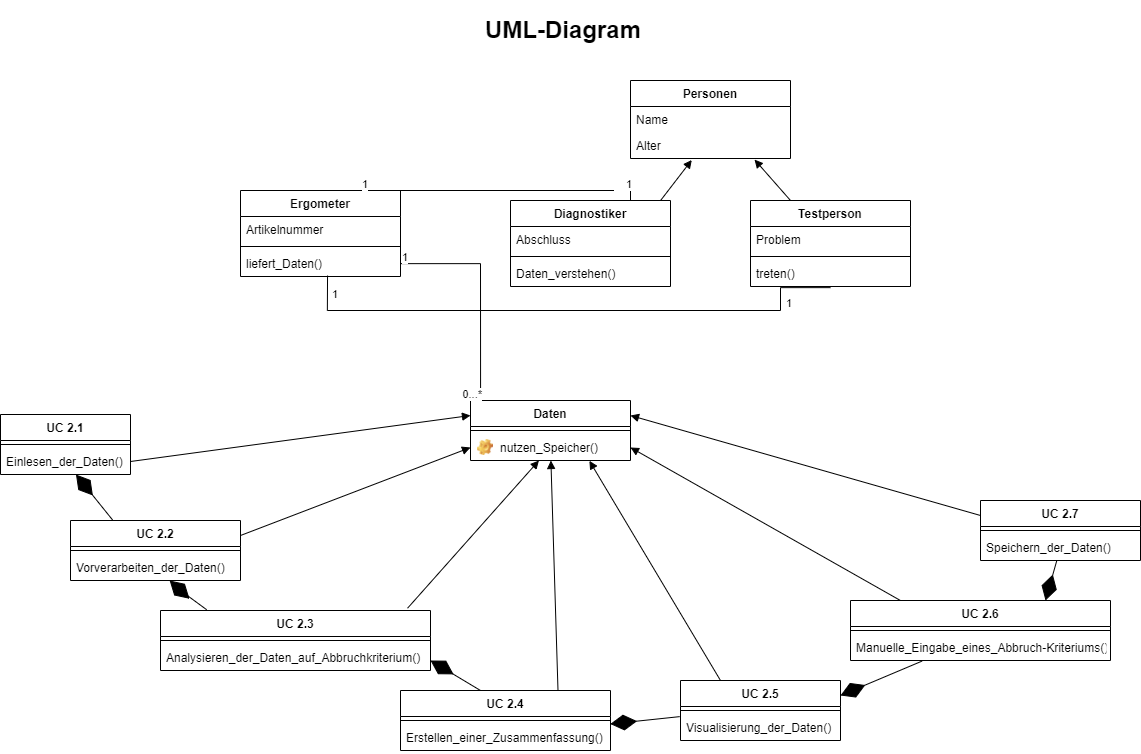 UML-Diagram
Personen
Name
Alter
1
1
Ergometer
Artikelnummer
liefert_Daten()
Diagnostiker
Abschluss
Daten_verstehen()
Testperson
Problem
treten()
1
1
1
0...*
Daten
nutzen_Speicher()
UC 2.1
Einlesen_der_Daten()
UC 2.2
Vorverarbeiten_der_Daten()
UC 2.3
Analysieren_der_Daten_auf_Abbruchkriterium()
UC 2.4
Erstellen_einer_Zusammenfassung()
UC 2.5
Visualisierung_der_Daten()
UC 2.6
Manuelle_Eingabe_eines_Abbruch-Kriteriums()
UC 2.7
Speichern_der_Daten()